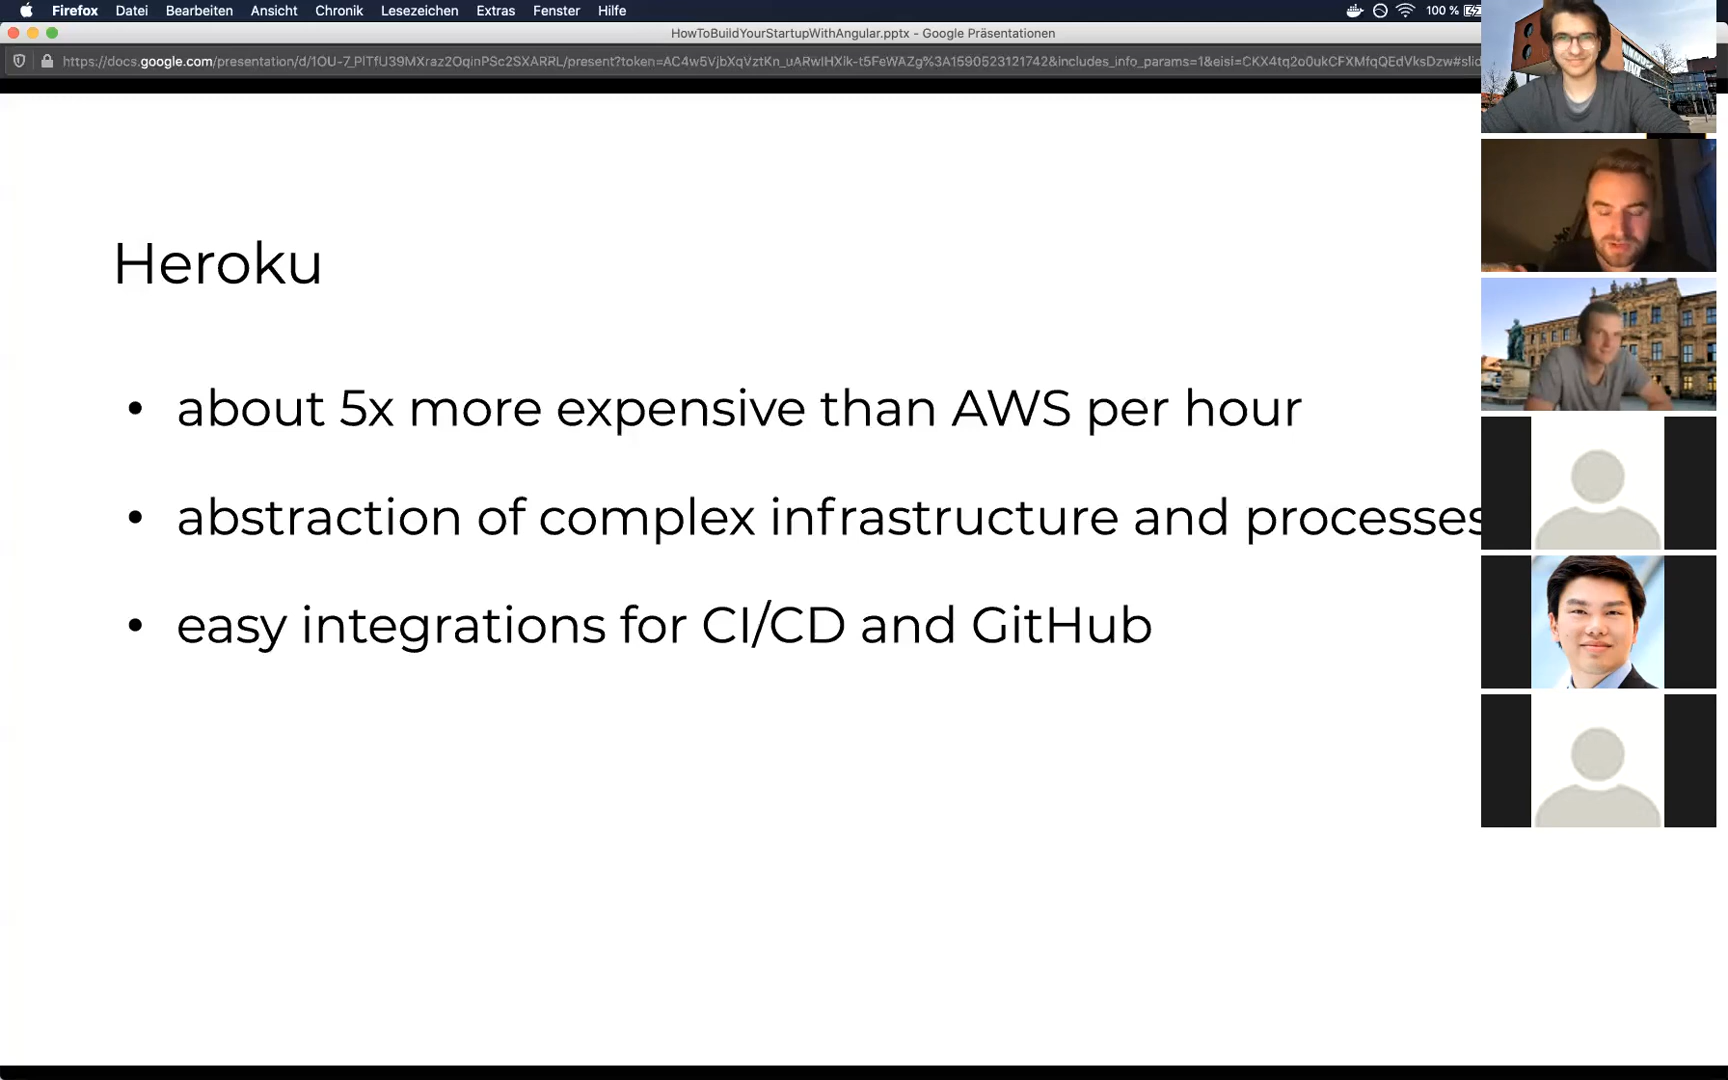 Firefox Datei Bearbeiten Ansicht Chronik Lesezeichen Extras Fenster Hilfe 100 %
HowToBuildYourStartupWithAngular.pptx - Google Präsentationen
Heroku
• about 5x more expensive than AWS per hour
• abstraction of complex infrastructure and processes
• easy integrations for CI/CD and GitHub